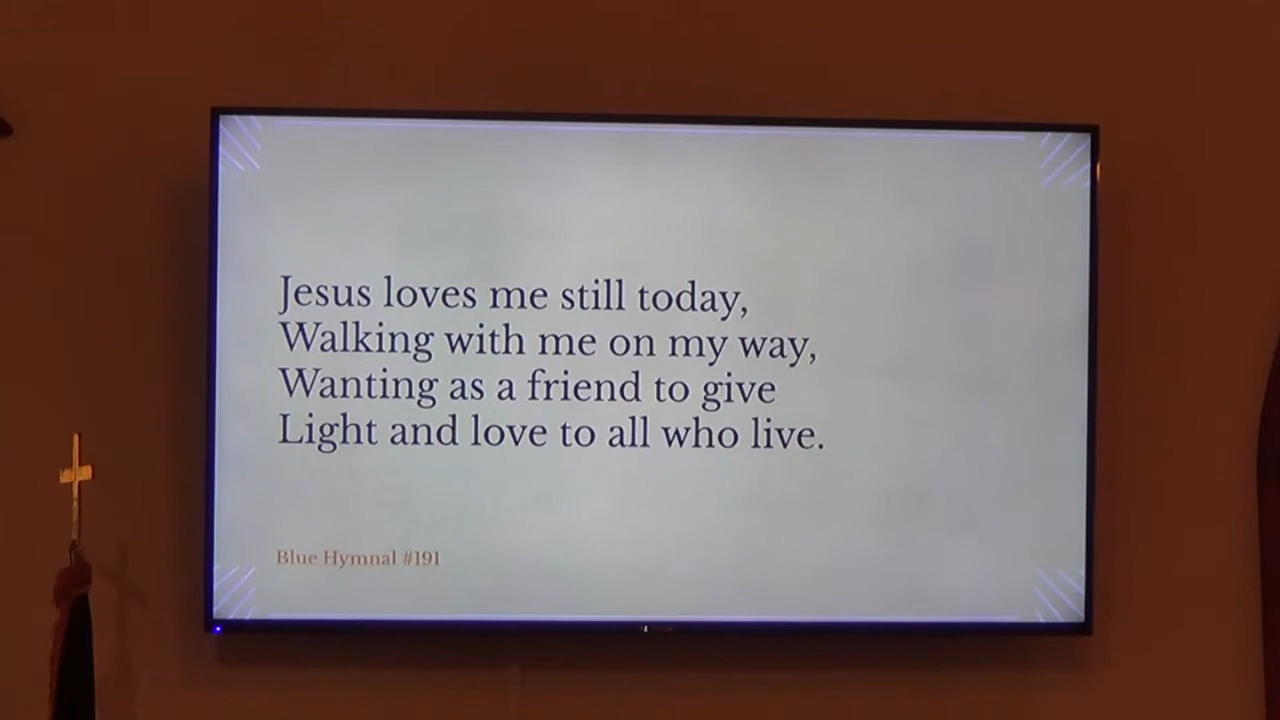 Jesus loves me still today,
Walking with me on my way,
Wanting as a friend to give
Light and love to all who live.
Blue Hymnal #191